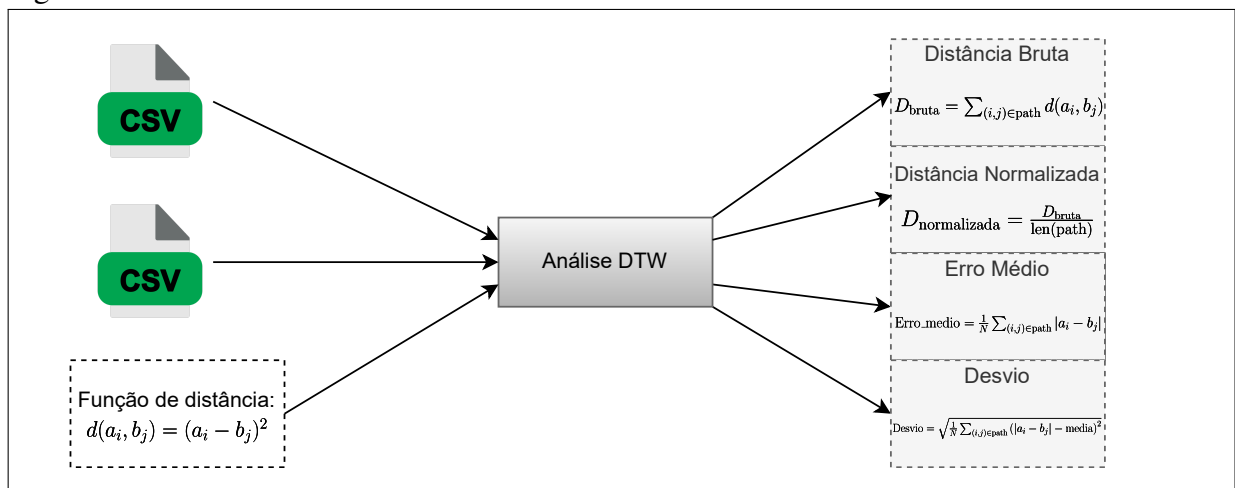 CSV
CSV
Função de distância:
d(a_i, b_j) = (a_i − b_j)^2
Análise DTW
Distância Bruta
D_bruta = ∑_(i,j)∈path d(a_i, b_j)
Distância Normalizada
D_normalizada = D_bruta / len(path)
Erro Médio
Erro_medio = 1/N ∑_(i,j)∈path |a_i − b_j|
Desvio
Desvio = √(1/N ∑_(i,j)∈path (|a_i − b_j| − media)^2)